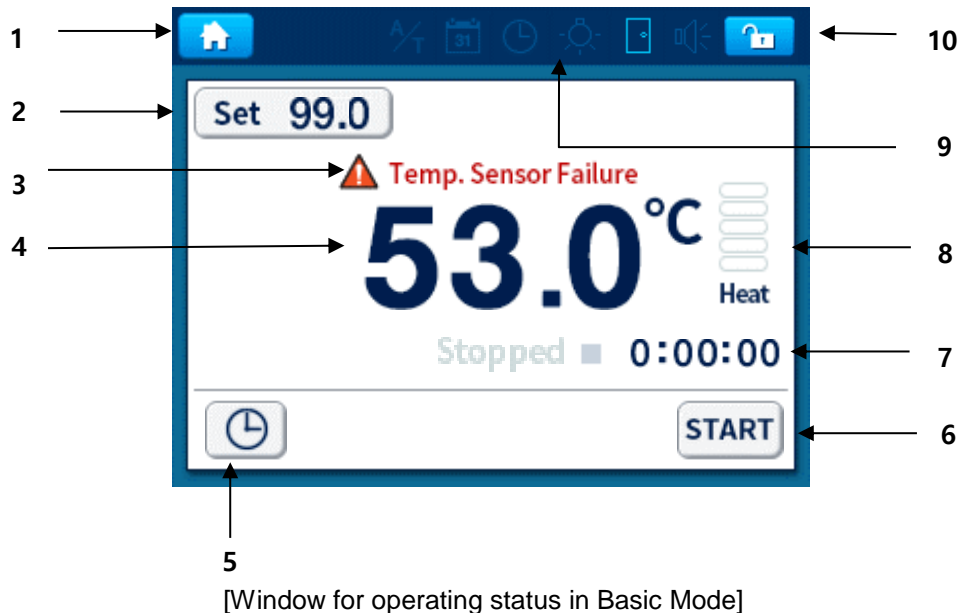 1
10
A/T 31
2
Set 99.0
9
3
Temp. Sensor Failure
4
53.0°C
8
Heat
Stopped 0:00:00
7
START
6
5
[Window for operating status in Basic Mode]